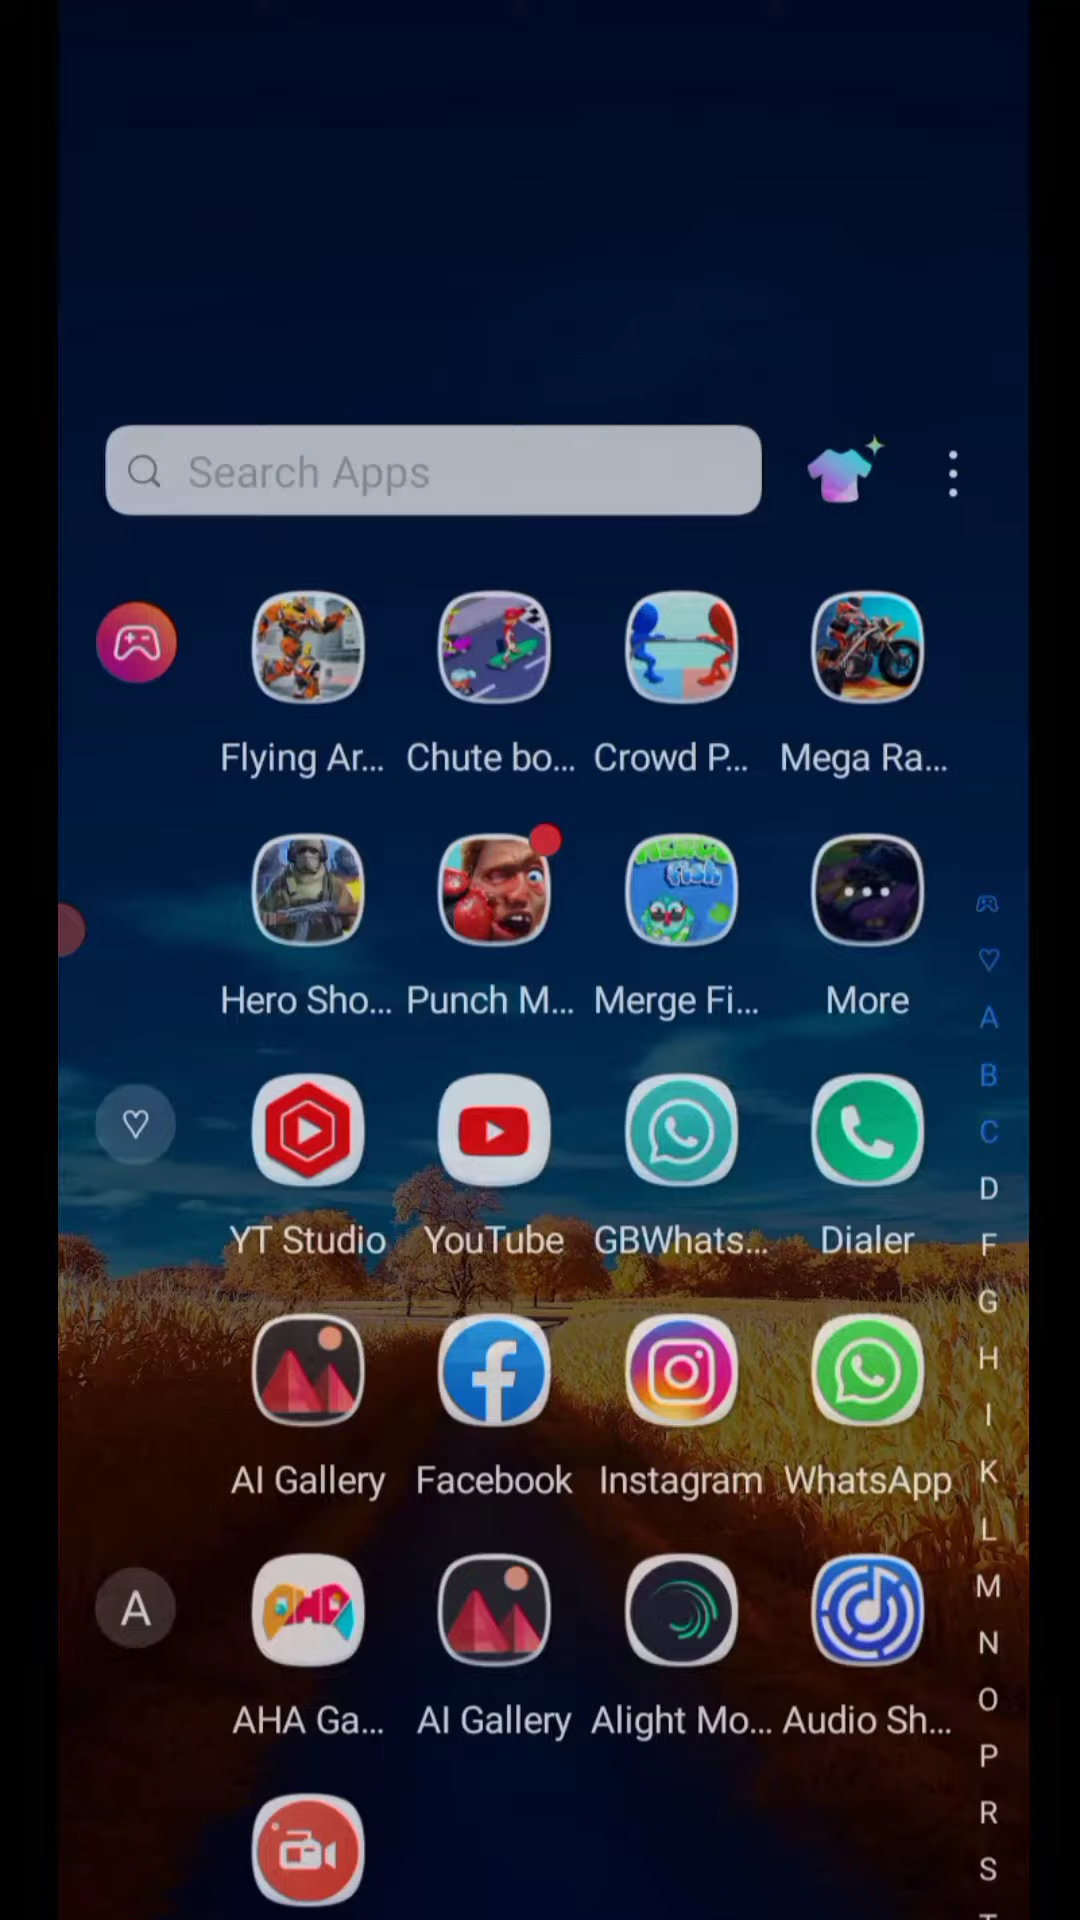 Search Apps
Flying Ar... Chute bo... Crowd P... Mega Ra...
Hero Sho... Punch M... Merge Fi... More
fish
YT Studio YouTube GBWhats... Dialer
AI Gallery Facebook Instagram WhatsApp
A
AHA Ga... AI Gallery Alight Mo... Audio Sh...
A
B
C
D
F
G
H
I
K
L
M
N
O
P
R
S